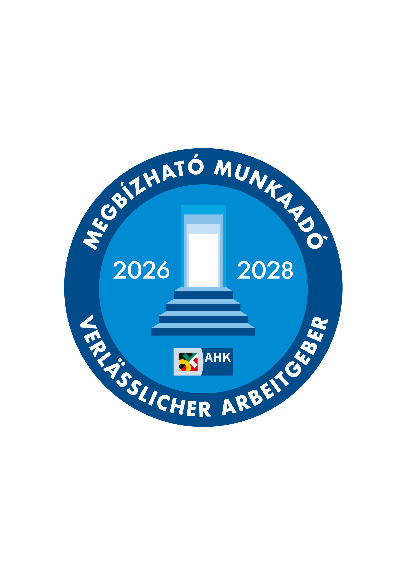 MEGBÍZHATÓ MUNKAADÓ
2026 2028
AHK
VERLÄSSLICHER ARBEITGEBER